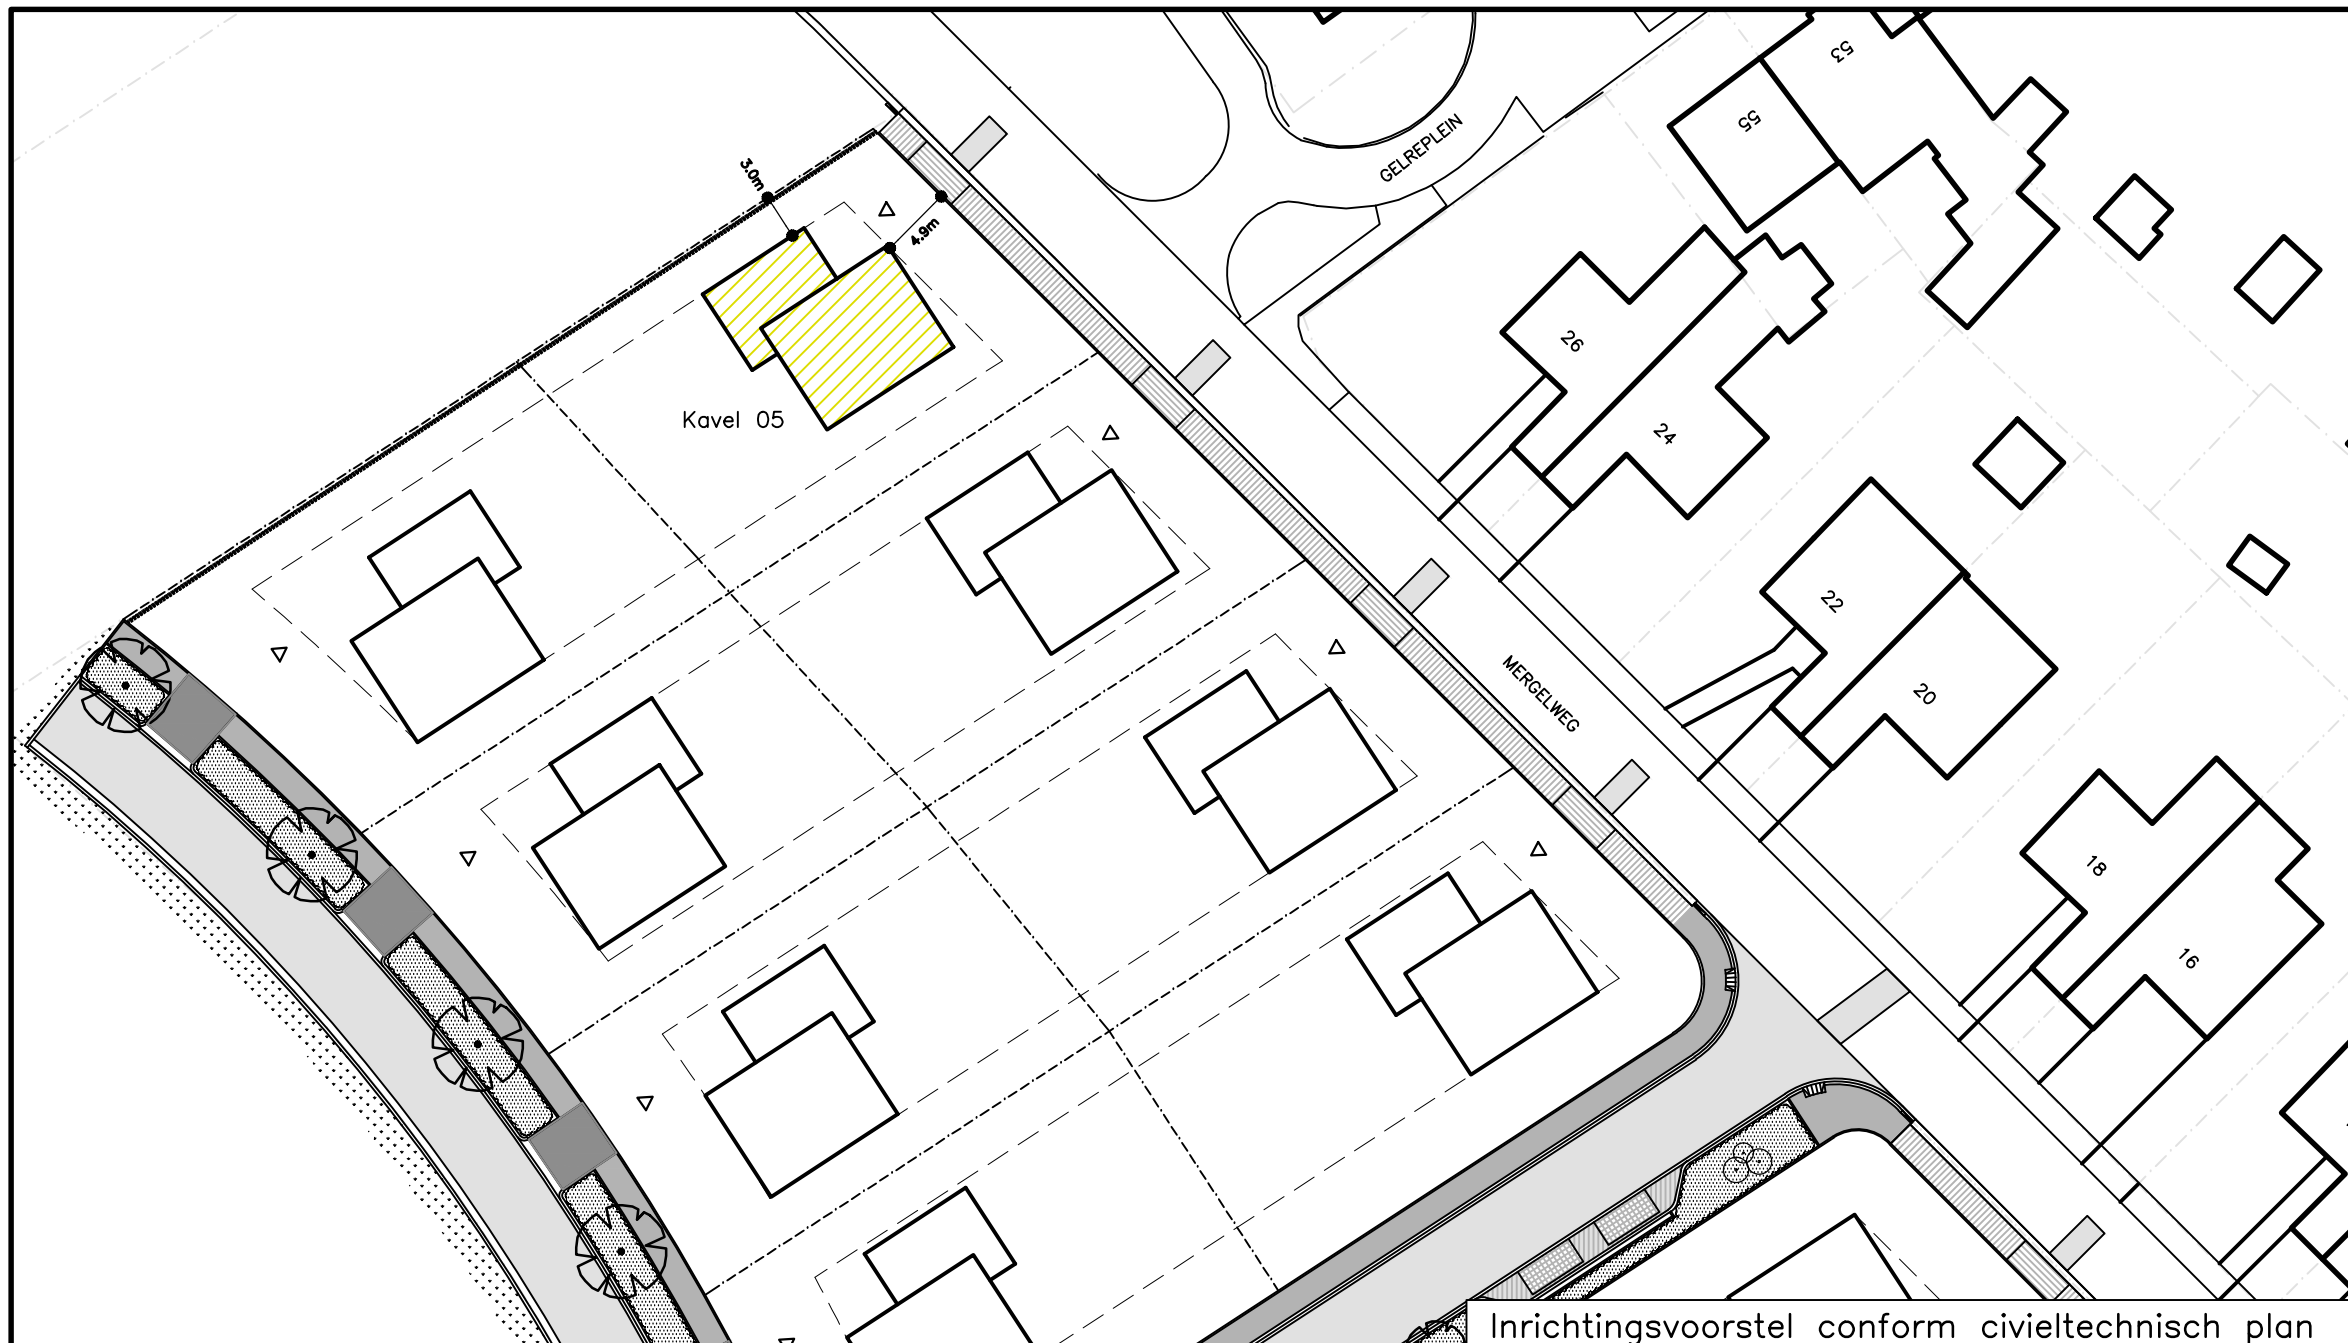 53
55
GELREPLEIN
3.0m
4.9m
26
24
Kavel 05
22
20
MERGELWEG
18
16
Inrichtingsvoorstel conform civieltechnisch plan